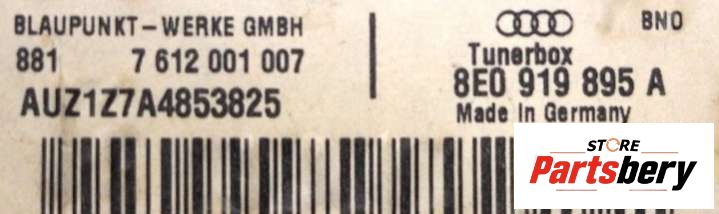 BLAUPUNKT-WERKE GMBH
881 7 612 001 007
AUZ1Z7A4853825
BNO
Tunerbox
8E0 919 895 A
Made in Germany
STORE
Partsbery